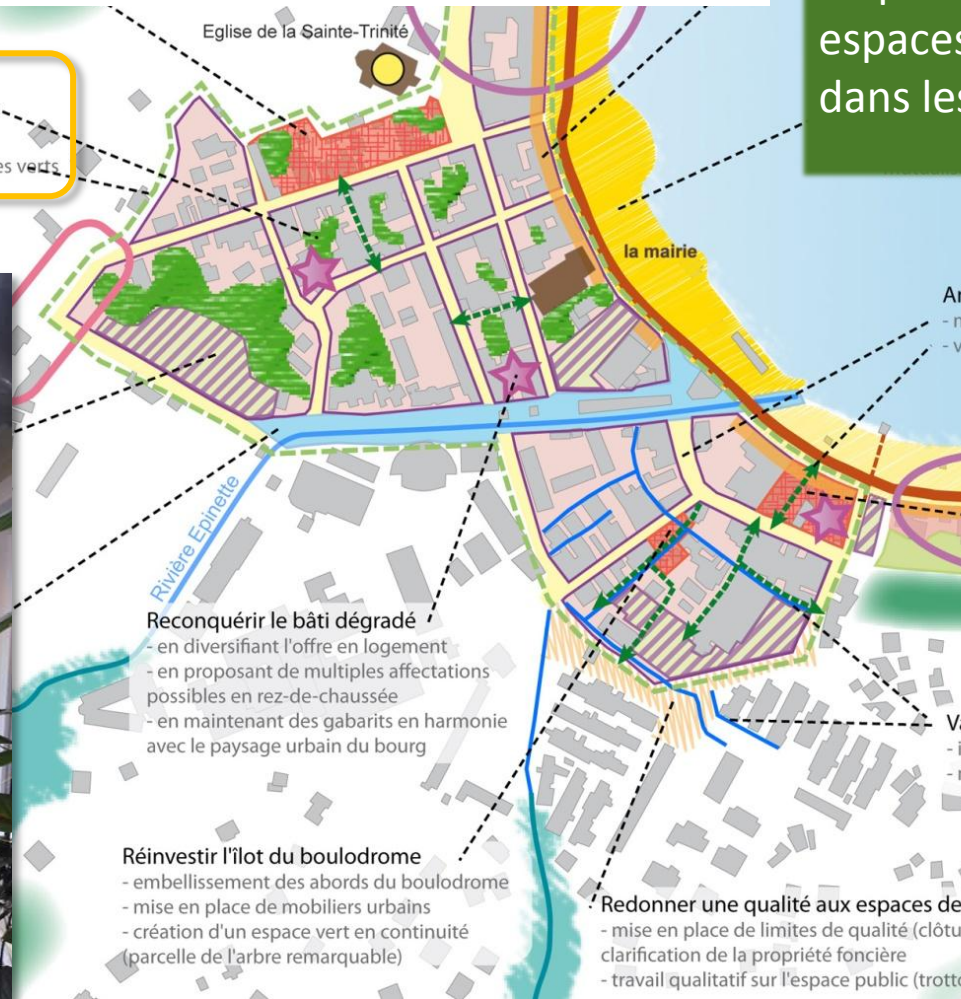 Eglise de la Sainte-Trinité
espaces
dans les
es verts
la mairie
Rivière Epinette
Reconquérir le bâti dégradé
- en diversifiant l'offre en logement
- en proposant de multiples affectations
possibles en rez-de-chaussée
- en maintenant des gabarits en harmonie
avec le paysage urbain du bourg
Réinvestir l'îlot du boulodrome
- embellissement des abords du boulodrome
- mise en place de mobiliers urbains
- création d'un espace vert en continuité
(parcelle de l'arbre remarquable)
Redonner une qualité aux espaces de
- mise en place de limites de qualité (clôtu
clarification de la propriété foncière
- travail qualitatif sur l'espace public (trotto